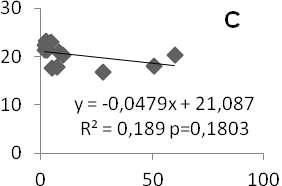 C
30
20
10
0
y = -0,0479x + 21,087
R² = 0,189 p=0,1803
0 50 100